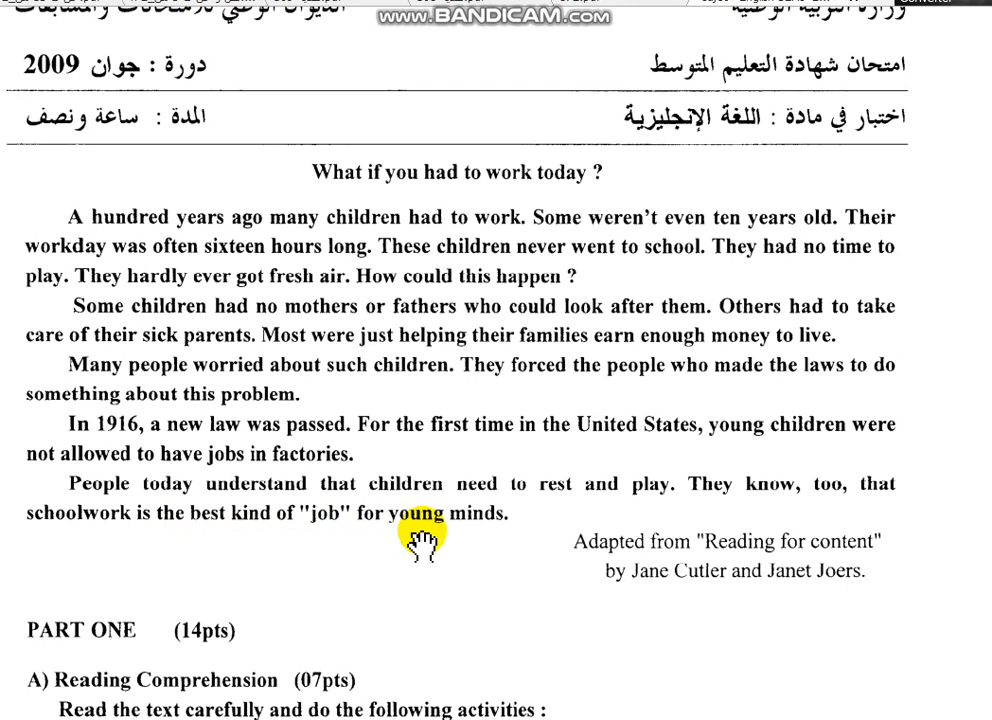 www.BANDICAM.com
وزارة التربية الوطنية
الديوان الوطني للامتحانات والمسابقات
امتحان شهادة التعليم المتوسط
دورة : جوان 2009
اختبار في مادة : اللغة الإنجليزية
المدة : ساعة ونصف
What if you had to work today ?
A hundred years ago many children had to work. Some weren't even ten years old. Their
workday was often sixteen hours long. These children never went to school. They had no time to
play. They hardly ever got fresh air. How could this happen ?
Some children had no mothers or fathers who could look after them. Others had to take
care of their sick parents. Most were just helping their families earn enough money to live.
Many people worried about such children. They forced the people who made the laws to do
something about this problem.
In 1916, a new law was passed. For the first time in the United States, young children were
not allowed to have jobs in factories.
People today understand that children need to rest and play. They know, too, that
schoolwork is the best kind of "job" for young minds.
Adapted from "Reading for content"
by Jane Cutler and Janet Joers.
PART ONE (14pts)
A) Reading Comprehension (07pts)
Read the text carefully and do the following activities :